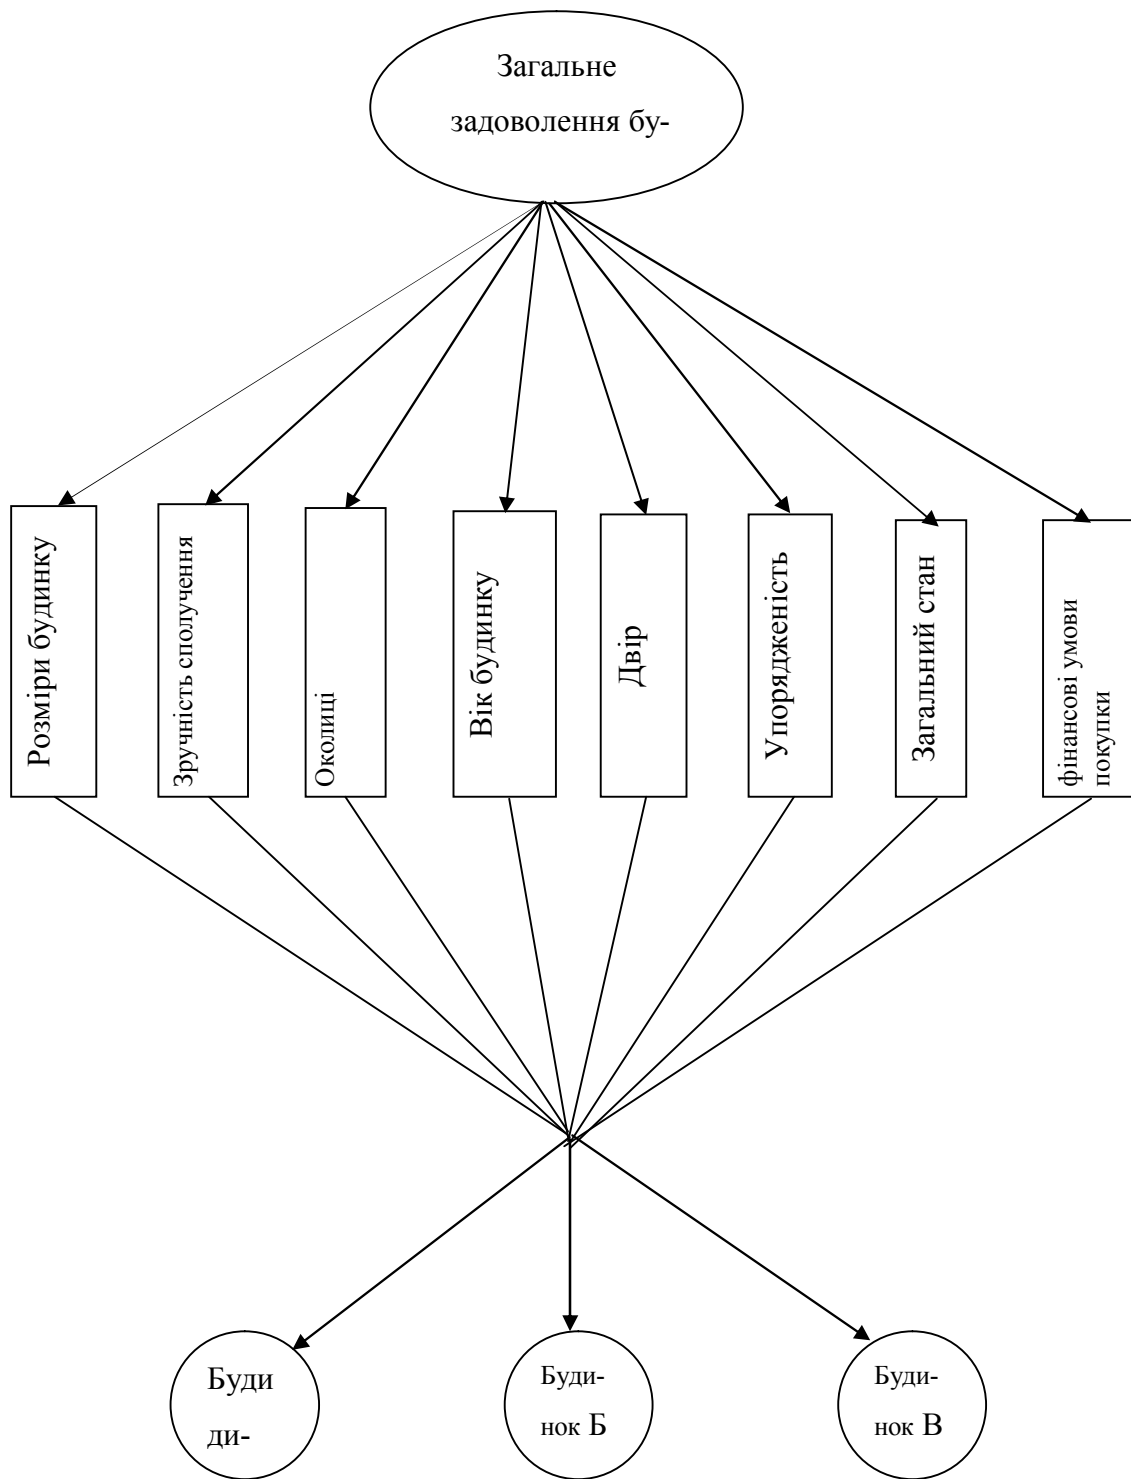 Загальне
задоволення бу-
Розміри будинку
Зручність сполучення
Околиці
Вік будинку
Двір
Упорядженість
Загальний стан
фінансові умови
покупки
Буди
ди-
Буди-
нок Б
Буди-
нок В